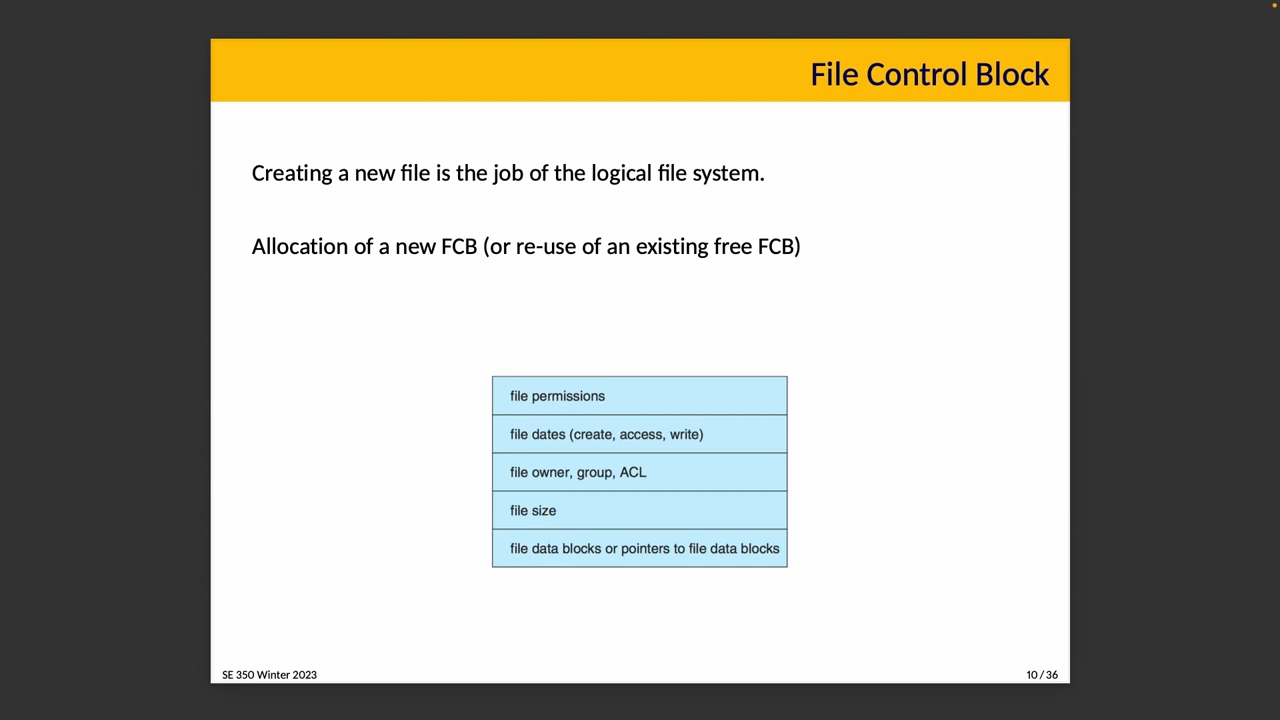 File Control Block
Creating a new file is the job of the logical file system.
Allocation of a new FCB (or re-use of an existing free FCB)
file permissions
file dates (create, access, write)
file owner, group, ACL
file size
file data blocks or pointers to file data blocks
SE 350 Winter 2023
10 / 36